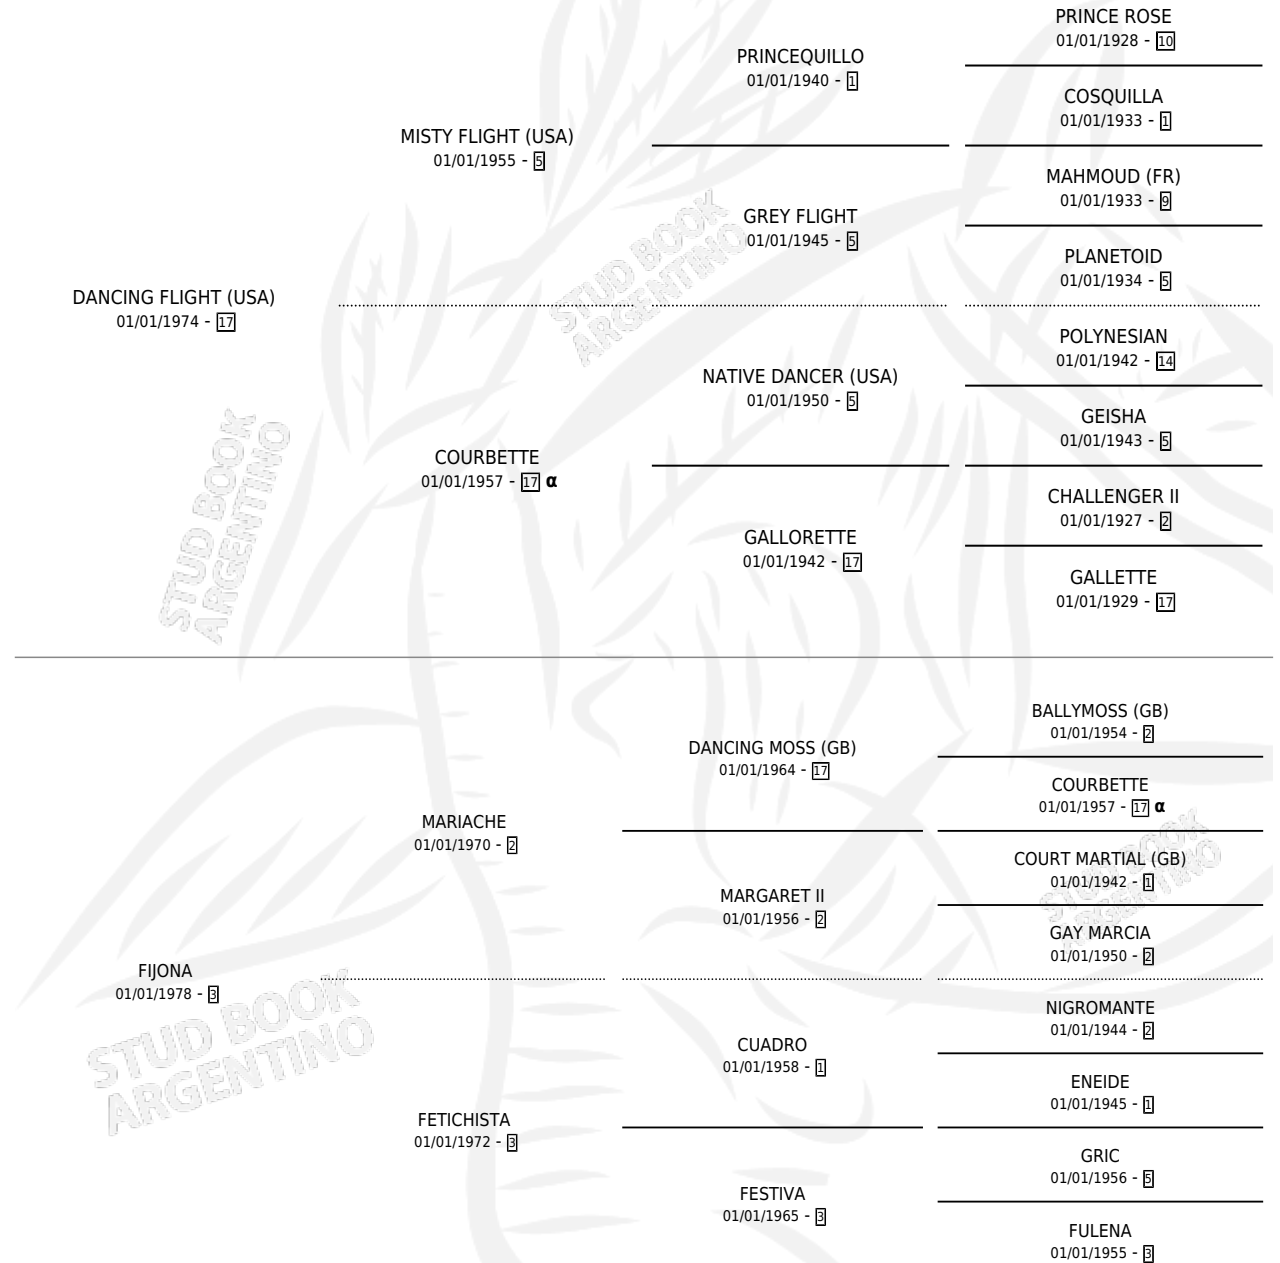 PRINCE ROSE
01/01/1928 - 10
PRINCEQUILLO
01/01/1940 - 1
COSQUILLA
01/01/1933 - 1
MISTY FLIGHT (USA)
01/01/1955 - 5
MAHMOUD (FR)
01/01/1933 - 9
GREY FLIGHT
01/01/1945 - 5
PLANETOID
01/01/1934 - 5
DANCING FLIGHT (USA)
01/01/1974 - 17
POLYNESIAN
01/01/1942 - 14
NATIVE DANCER (USA)
01/01/1950 - 5
GEISHA
01/01/1943 - 5
COURBETTE
01/01/1957 - 17 α
CHALLENGER II
01/01/1927 - 2
GALLORETTE
01/01/1942 - 17
GALLETTE
01/01/1929 - 17
BALLYMOSS (GB)
01/01/1954 - 2
DANCING MOSS (GB)
01/01/1964 - 17
COURBETTE
01/01/1957 - 17 α
MARIACHE
01/01/1970 - 2
COURT MARTIAL (GB)
01/01/1942 - 1
MARGARET II
01/01/1956 - 2
GAY MARCIA
01/01/1950 - 2
FIJONA
01/01/1978 - 3
NIGROMANTE
01/01/1944 - 2
CUADRO
01/01/1958 - 1
ENEIDE
01/01/1945 - 1
FETICHISTA
01/01/1972 - 3
GRIC
01/01/1956 - 5
FESTIVA
01/01/1965 - 3
FULENA
01/01/1955 - 3
STUD BOOK
ARGENTINO
STUD BOOK
ARGENTINO
STUD BOOK
ARGENTINO
STUD BOOK
ARGENTINO